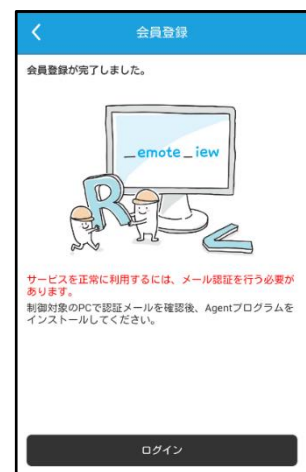 会員登録
会員登録が完了しました。
_emote_iew
R
V
サービスを正常に利用するには、メール認証を行う必要が
あります。
制御対象のPCで認証メールを確認後、Agentプログラムを
インストールしてください。
ログイン